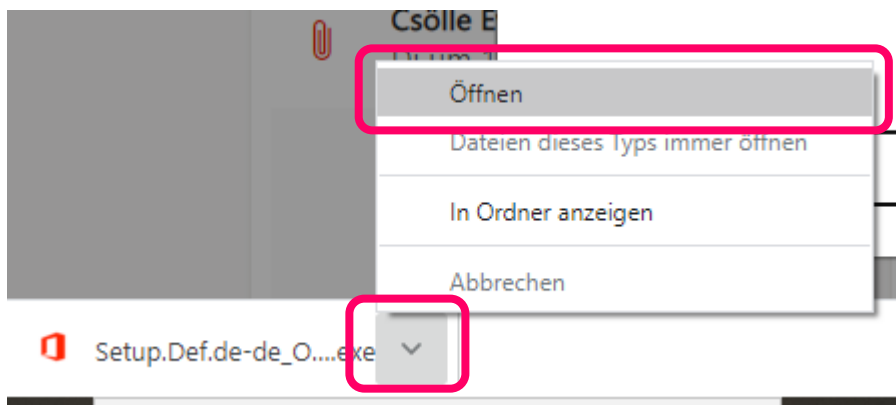 Csölle E
Öffnen
Dateien dieses Typs immer öffnen
In Ordner anzeigen
Abbrechen
Setup.Def.de-de_O....exe